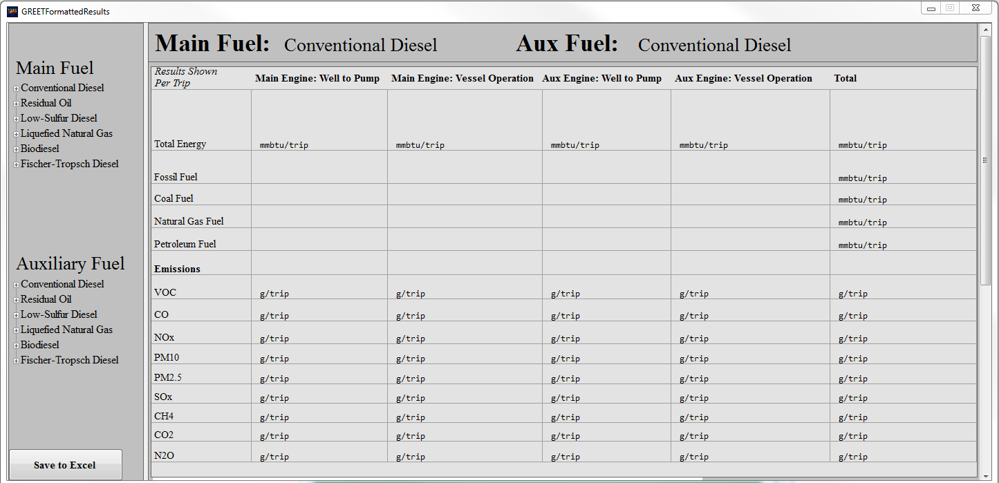 GREETFormattedResults
Main Fuel
Conventional Diesel
Residual Oil
Low-Sulfur Diesel
Liquefied Natural Gas
Biodiesel
Fischer-Tropsch Diesel
Auxiliary Fuel
Conventional Diesel
Residual Oil
Low-Sulfur Diesel
Liquefied Natural Gas
Biodiesel
Fischer-Tropsch Diesel
Save to Excel
Main Fuel: Conventional Diesel Aux Fuel: Conventional Diesel
Results Shown
Per Trip Main Engine: Well to Pump Main Engine: Vessel Operation Aux Engine: Well to Pump Aux Engine: Vessel Operation Total
Total Energy mmbtu/trip mmbtu/trip mmbtu/trip mmbtu/trip mmbtu/trip
Fossil Fuel mmbtu/trip
Coal Fuel mmbtu/trip
Natural Gas Fuel mmbtu/trip
Petroleum Fuel mmbtu/trip
Emissions
VOC g/trip g/trip g/trip g/trip g/trip
CO g/trip g/trip g/trip g/trip g/trip
NOx g/trip g/trip g/trip g/trip g/trip
PM10 g/trip g/trip g/trip g/trip g/trip
PM2.5 g/trip g/trip g/trip g/trip g/trip
SOx g/trip g/trip g/trip g/trip g/trip
CH4 g/trip g/trip g/trip g/trip g/trip
CO2 g/trip g/trip g/trip g/trip g/trip
N2O g/trip g/trip g/trip g/trip g/trip